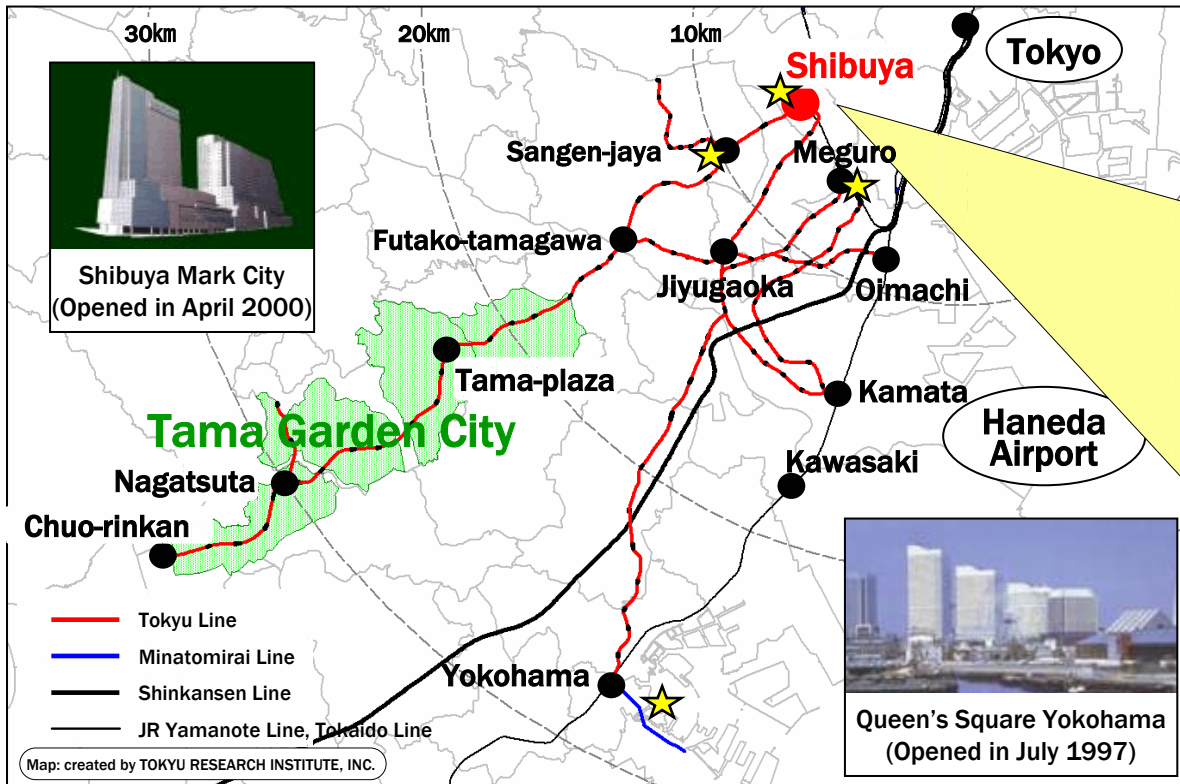 30km
20km
10km
Tokyo
Shibuya
Sangen-jaya
Meguro
Futako-tamagawa
Shibuya Mark City
(Opened in April 2000)
Jiyugaoka
Oimachi
Tama-plaza
Kamata
Tama Garden City
Haneda
Airport
Kawasaki
Nagatsuta
Chuo-rinkan
Tokyu Line
Minatomirai Line
Yokohama
Shinkansen Line
JR Yamanote Line, Tokaido Line
Queen's Square Yokohama
(Opened in July 1997)
Map: created by TOKYU RESEARCH INSTITUTE, INC.